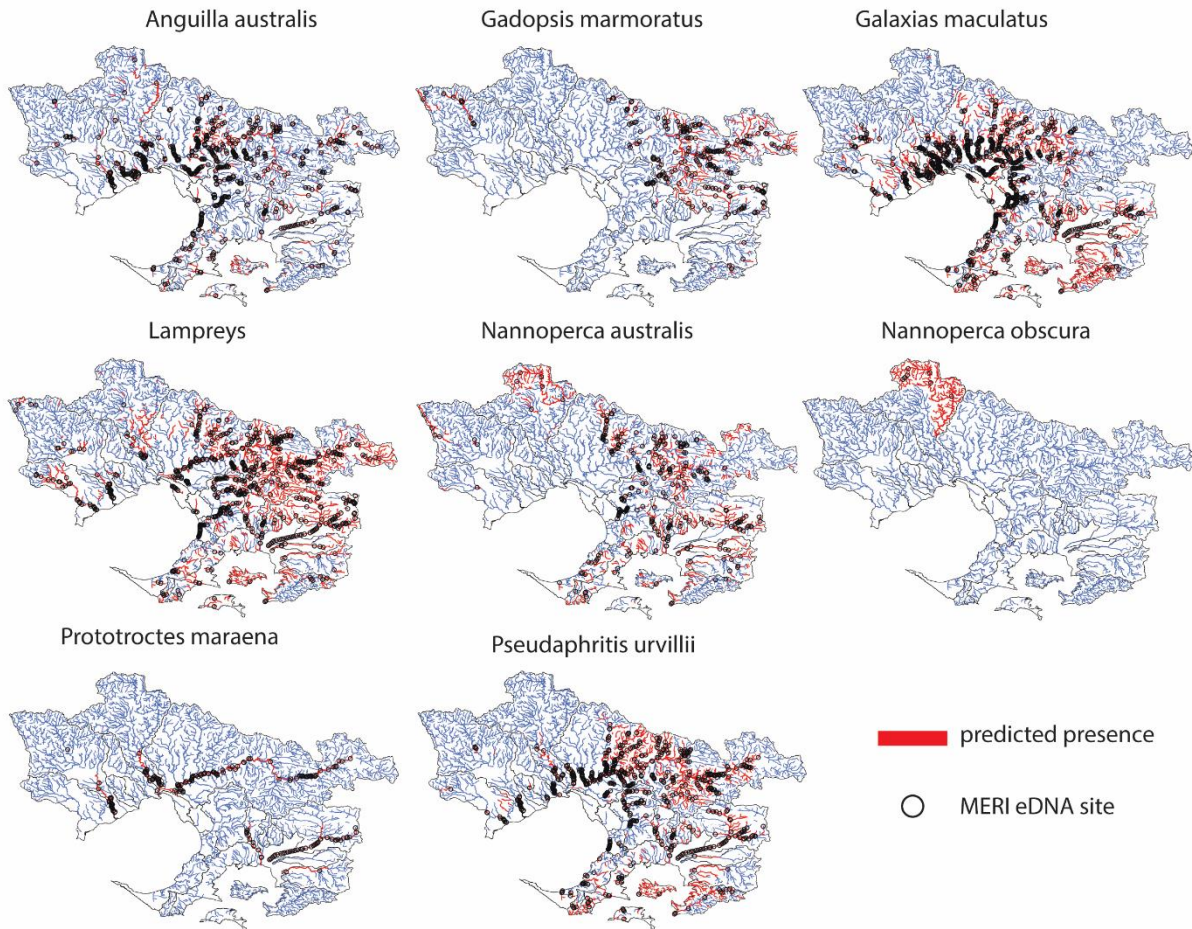 Anguilla australis
Gadopsis marmoratus
Galaxias maculatus
Lampreys
Nannoperca australis
Nannoperca obscura
Prototroctes maraena
Pseudaphritis urvillii
predicted presence
MERI eDNA site